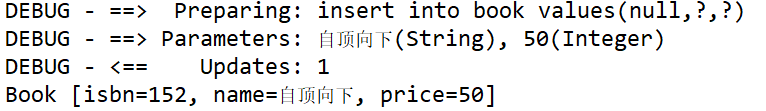 DEBUG - ==>  Preparing: insert into book values(null,?,?)
DEBUG - ==> Parameters: 自顶向下(String), 50(Integer)
DEBUG - <==    Updates: 1
Book [isbn=152, name=自顶向下, price=50]